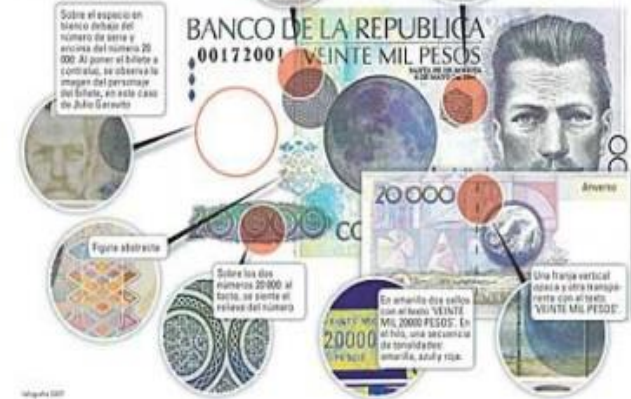 Sobre el espacio en
blanco debajo del
número de serie y
encima del número 20
000. Al poner el billete a
contraluz, se observa la
imagen del personaje
del billete, en este caso
de Julio Garavito
BANCO DE LA REPUBLICA
00172001 VEINTE MIL PESOS
20000
Anverso
Figura abstracta
Sobre los dos
números 20.000 al
tacto, se siente el
relieve del número
En amarillo dos sellos
con el texto 'VEINTE
MIL 20000 PESOS'. En
el hilo, una secuencia
de tonalidades:
amarilla, azul y roja.
20000
Una franja vertical
opaca y otra transpa-
rente con el texto
'VEINTE MIL PESOS'